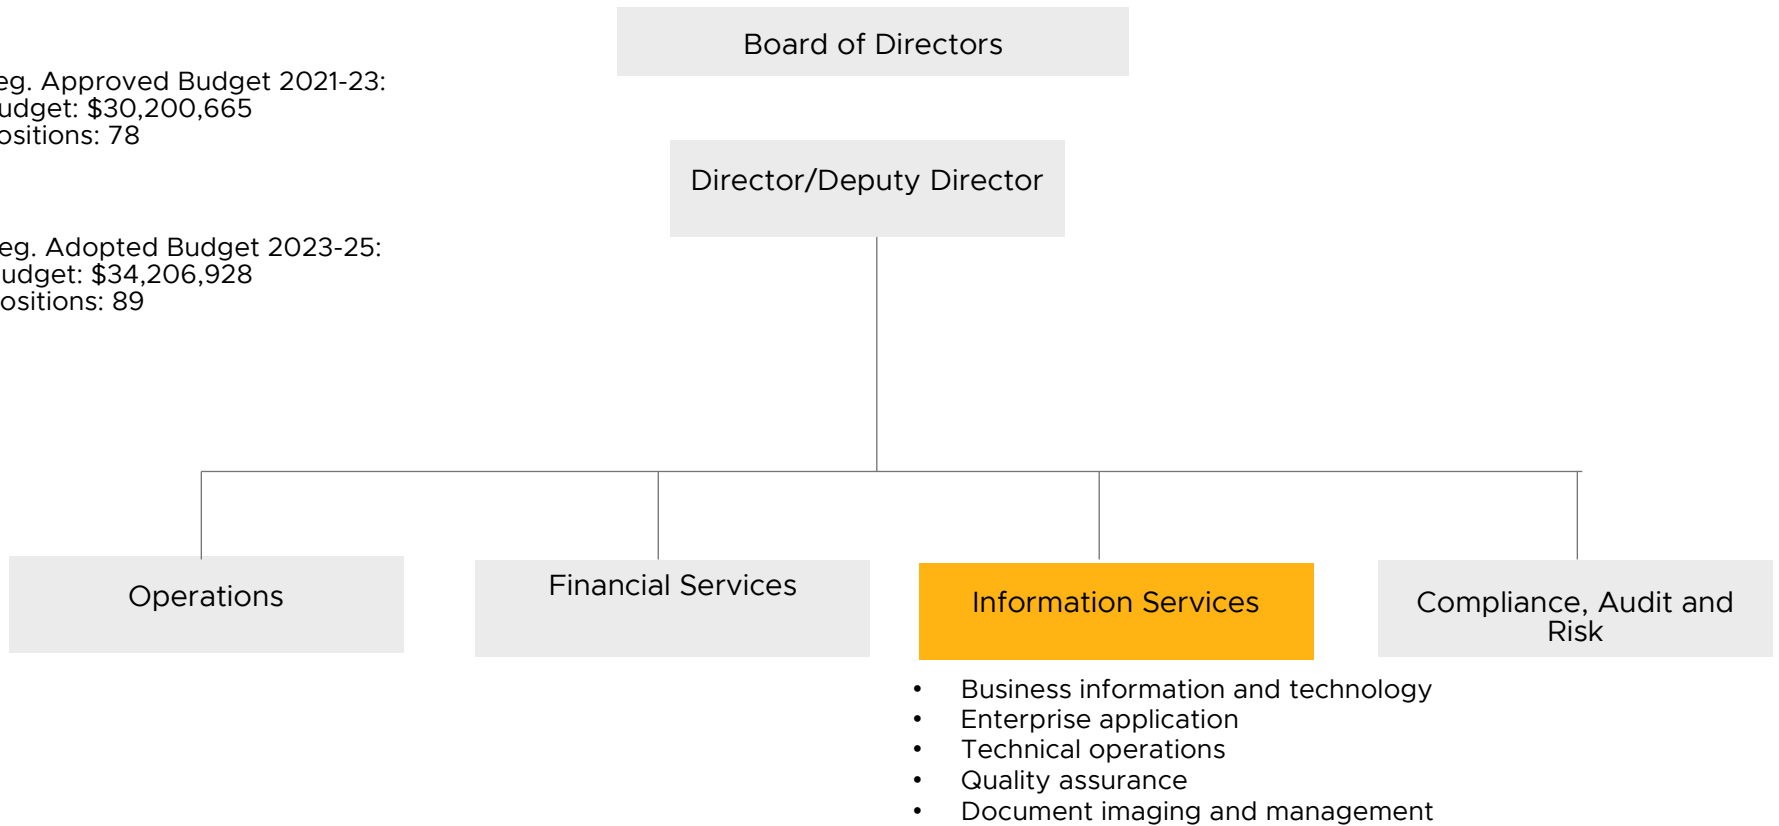 Board of Directors
eg. Approved Budget 2021-23:
udget: $30,200,665
ositions: 78
Director/Deputy Director
eg. Adopted Budget 2023-25:
udget: $34,206,928
ositions: 89
Operations
Financial Services
Information Services
Compliance, Audit and
Risk
• Business information and technology
• Enterprise application
• Technical operations
• Quality assurance
• Document imaging and management